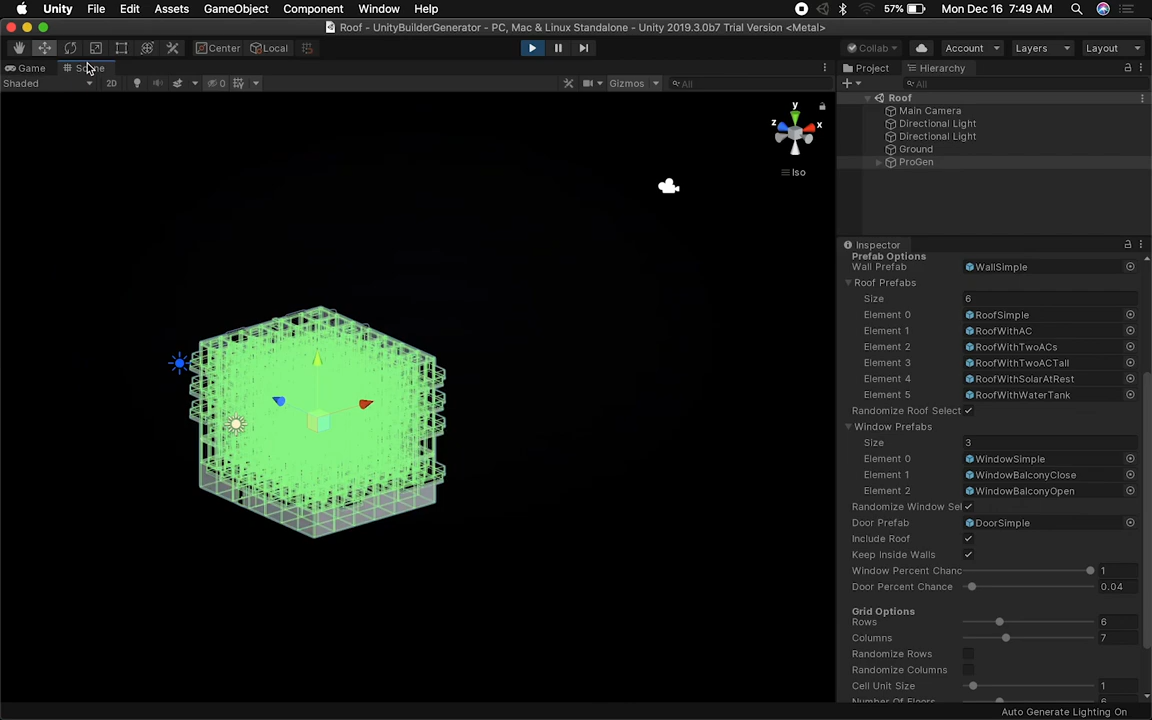 Unity File Edit Assets GameObject Component Window Help 57% Mon Dec 16 7:49 AM
Roof - UnityBuilderGenerator - PC, Mac & Linux Standalone - Unity 2019.3.0b7 Trial Version <Metal>
Center Local Collab Account Layers Layout
Game Scene Project Hierarchy
Shaded 2D 0 Gizmos All All
Roof
Main Camera
Directional Light
Directional Light
Ground
ProGen
y
z x
Iso
Inspector
Prefab Options
Wall Prefab WallSimple
Roof Prefabs
Size 6
Element 0 RoofSimple
Element 1 RoofWithAC
Element 2 RoofWithTwoACs
Element 3 RoofWithTwoACTall
Element 4 RoofWithSolarAtRest
Element 5 RoofWithWaterTank
Randomize Roof Select
Window Prefabs
Size 3
Element 0 WindowSimple
Element 1 WindowBalconyClose
Element 2 WindowBalconyOpen
Randomize Window Sel
Door Prefab DoorSimple
Include Roof
Keep Inside Walls
Window Percent Chanc 1
Door Percent Chance 0.04
Grid Options
Rows 6
Columns 7
Randomize Rows
Randomize Columns
Cell Unit Size 1
Number Of Floors 6
Auto Generate Lighting On